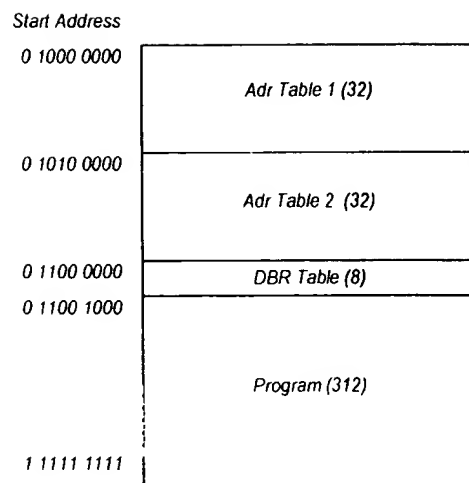 Start Address
0 1000 0000
Adr Table 1 (32)
0 1010 0000
Adr Table 2 (32)
0 1100 0000
DBR Table (8)
0 1100 1000
Program (312)
1 1111 1111